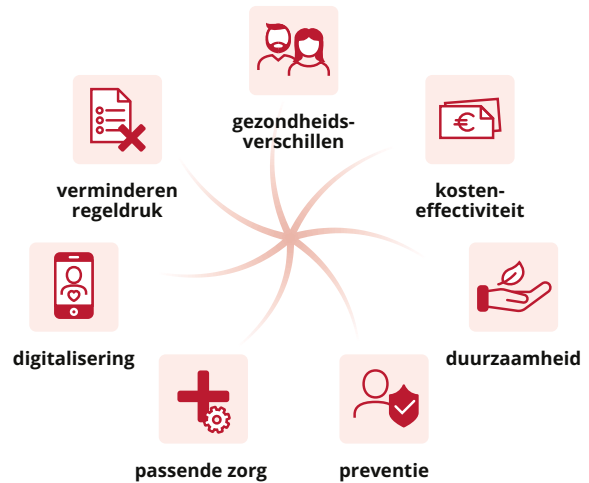 gezondheids-
verschillen
kosten-
effectiviteit
duurzaamheid
preventie
passende zorg
digitalisering
verminderen
regeldruk